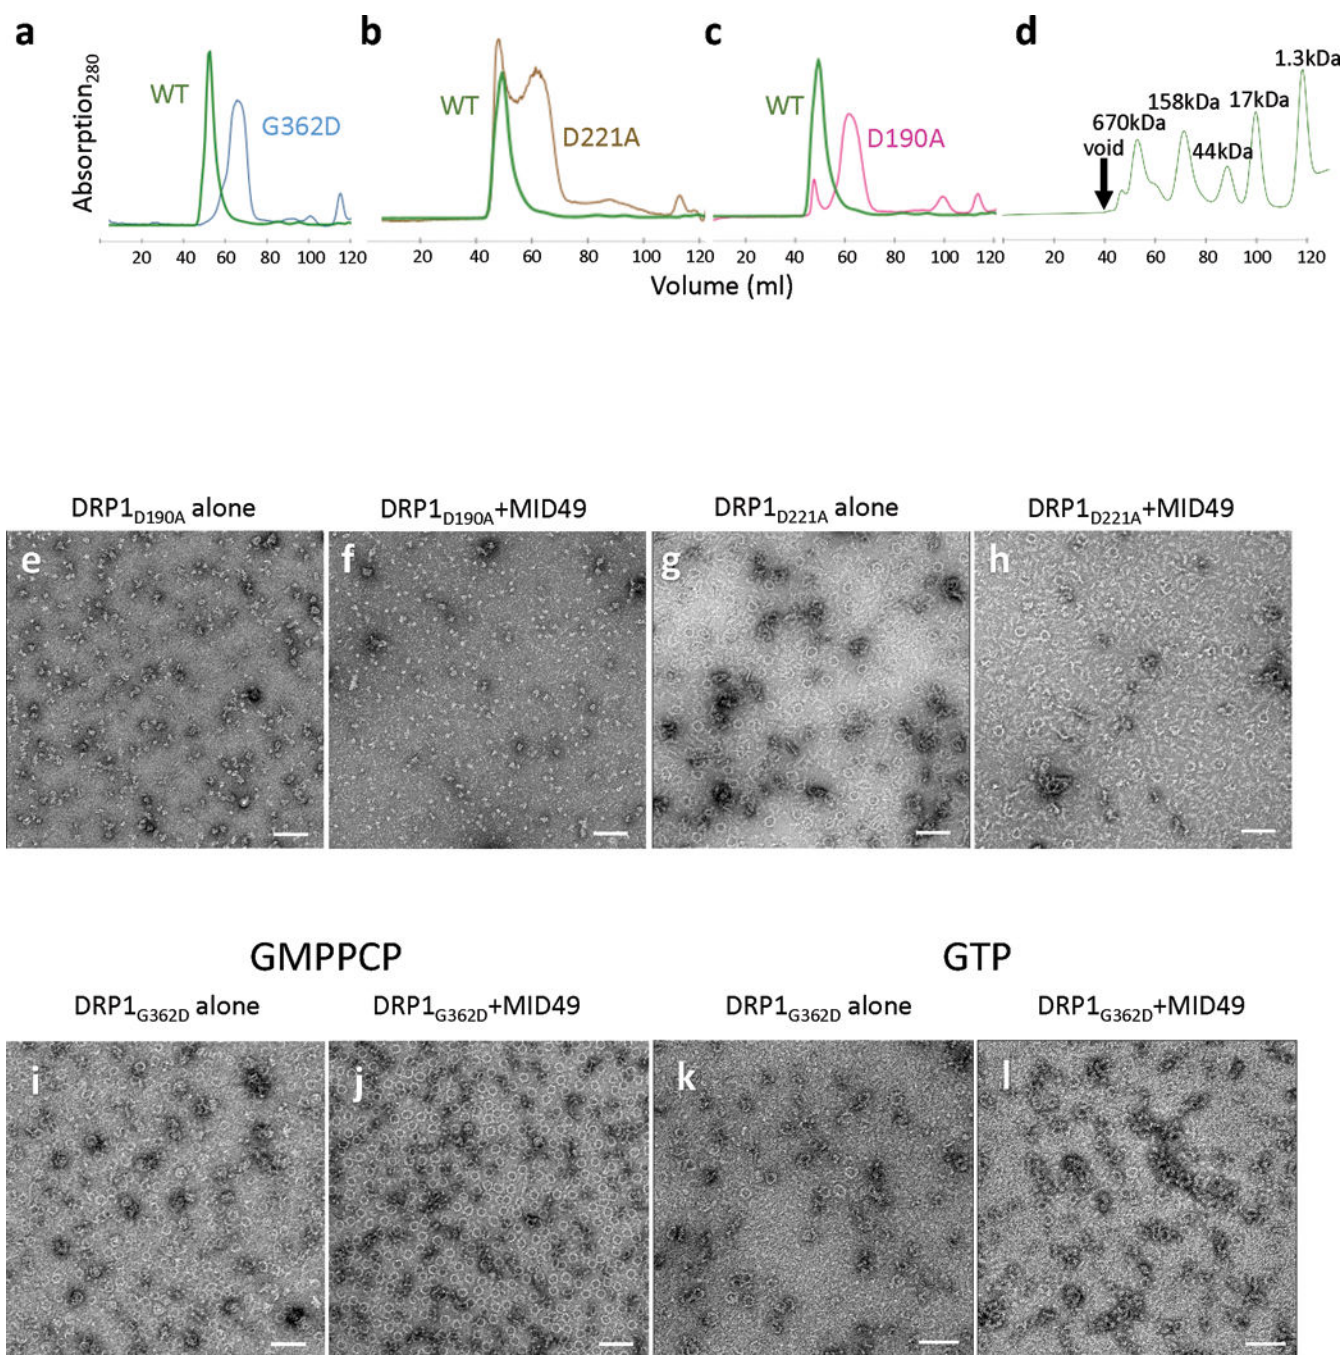 a b c d
Absorption280
WT
G362D
WT
D221A
WT
D190A
void
670kDa
158kDa
44kDa
17kDa
1.3kDa
20 40 60 80 100 120
20 40 60 80 100 120
20 40 60 80 100 120
20 40 60 80 100 120
Volume (ml)
DRP1D190A alone
DRP1D190A+MID49
DRP1D221A alone
DRP1D221A+MID49
e f g h
GMPPCP
GTP
DRP1G362D alone
DRP1G362D+MID49
DRP1G362D alone
DRP1G362D+MID49
i j k l